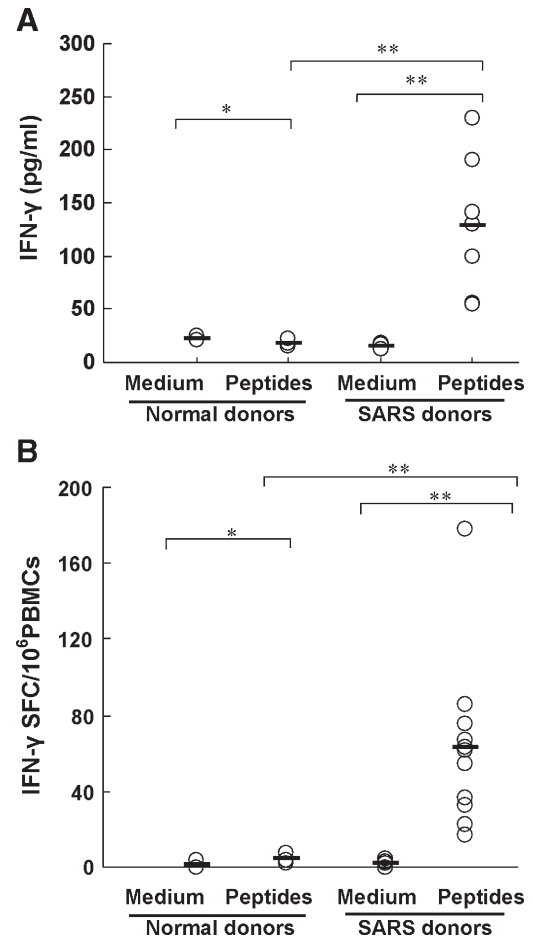 A
IFN-γ (pg/ml)
300
250
200
150
100
50
0
**
**
*
Medium Peptides Medium Peptides
Normal donors SARS donors
B
IFN-γ SFC/10⁶PBMCs
200
160
120
80
40
0
**
**
*
Medium Peptides Medium Peptides
Normal donors SARS donors